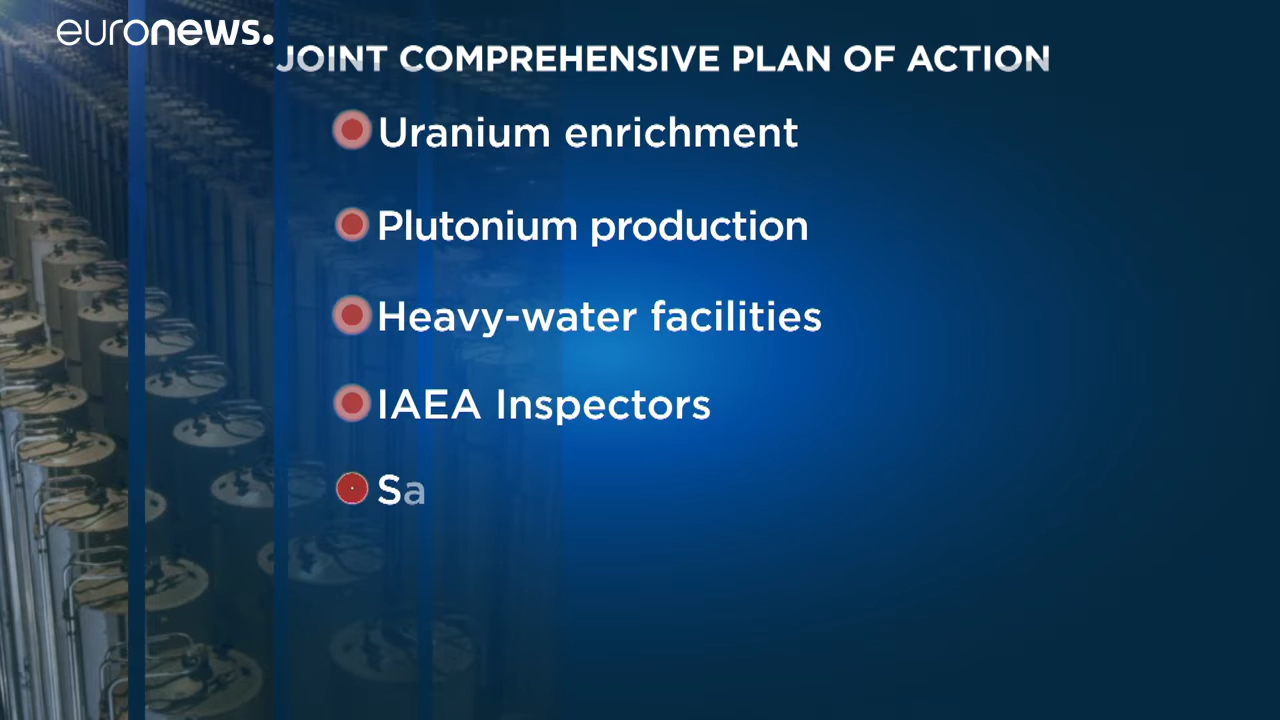 euronews.
JOINT COMPREHENSIVE PLAN OF ACTION
Uranium enrichment
Plutonium production
Heavy-water facilities
IAEA Inspectors
Sa